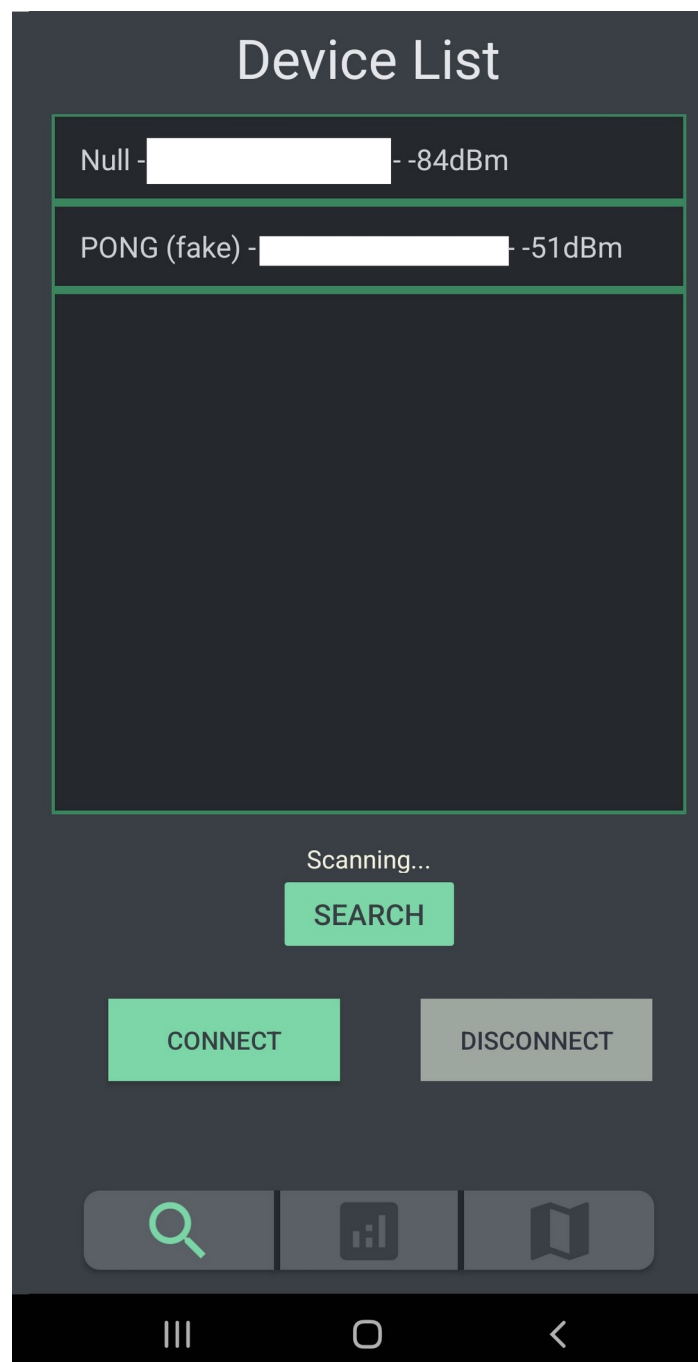 Device List
Null - - -84dBm
PONG (fake) - - -51dBm
Scanning...
SEARCH
CONNECT
DISCONNECT